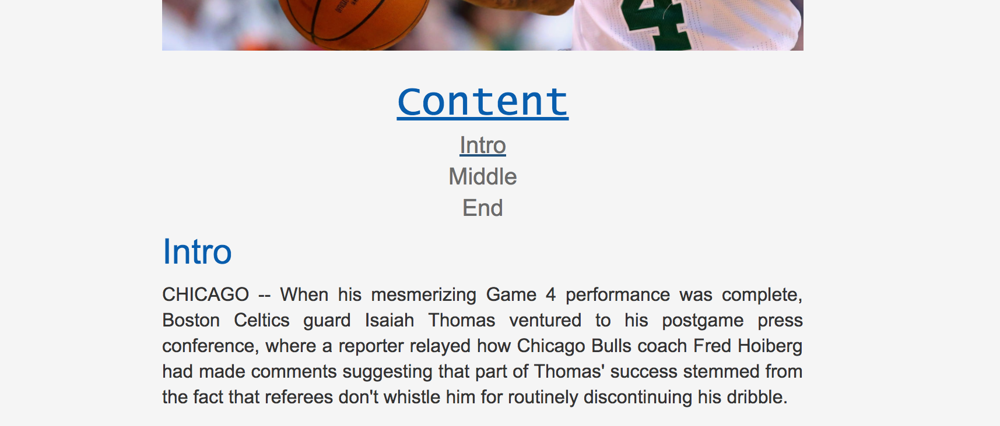 4
Content
Intro
Middle
End
Intro
CHICAGO -- When his mesmerizing Game 4 performance was complete,
Boston Celtics guard Isaiah Thomas ventured to his postgame press
conference, where a reporter relayed how Chicago Bulls coach Fred Hoiberg
had made comments suggesting that part of Thomas' success stemmed from
the fact that referees don't whistle him for routinely discontinuing his dribble.